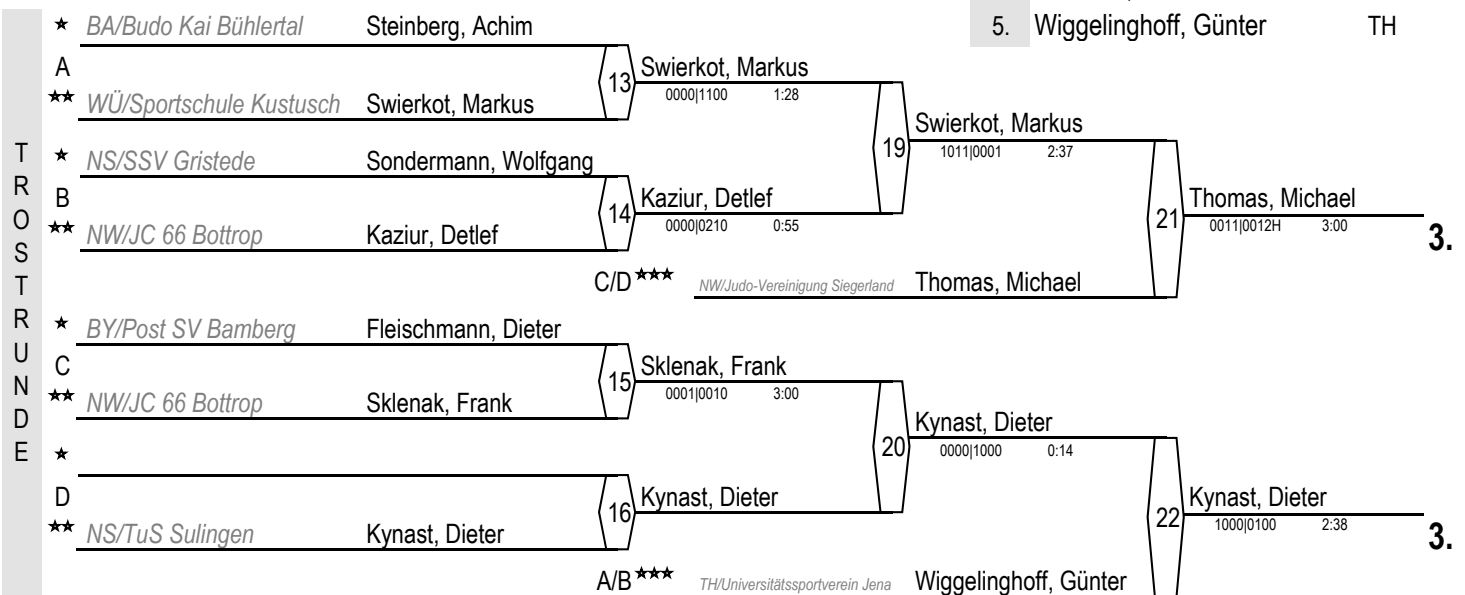 5. Wiggelinghoff, Günter TH
TROSTRUNDE
★ BA/Budo Kai Bühlertal Steinberg, Achim
A
★★ WÜ/Sportschule Kustusch Swierkot, Markus
13 Swierkot, Markus
0000|1100 1:28
★ NS/SSV Gristede Sondermann, Wolfgang
B
★★ NW/JC 66 Bottrop Kaziur, Detlef
14 Kaziur, Detlef
0000|0210 0:55
19 Swierkot, Markus
1011|0001 2:37
C/D ★★★ NW/Judo-Vereinigung Siegerland Thomas, Michael
21 Thomas, Michael
0011|0012H 3:00
3.
★ BY/Post SV Bamberg Fleischmann, Dieter
C
★★ NW/JC 66 Bottrop Sklenak, Frank
15 Sklenak, Frank
0001|0010 3:00
★
D
★★ NS/TuS Sulingen Kynast, Dieter
16 Kynast, Dieter
20 Kynast, Dieter
0000|1000 0:14
A/B ★★★ TH/Universitätssportverein Jena Wiggelinghoff, Günter
22 Kynast, Dieter
1000|0100 2:38
3.